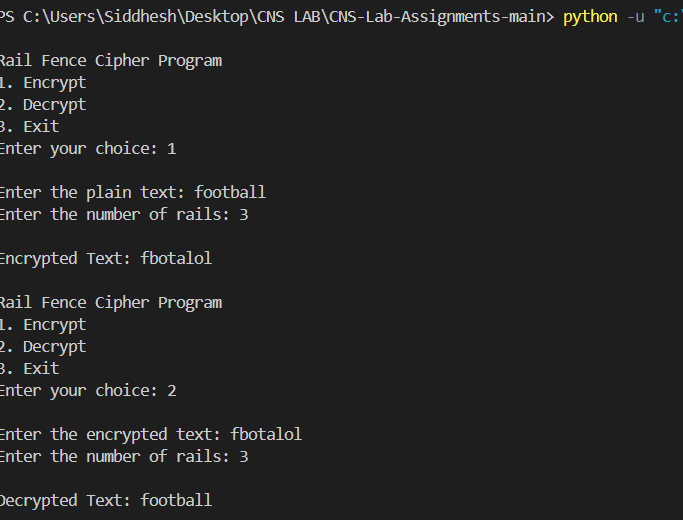 PS C:\Users\Siddhesh\Desktop\CNS LAB\CNS-Lab-Assignments-main> python -u "c:\
Rail Fence Cipher Program
1. Encrypt
2. Decrypt
3. Exit
Enter your choice: 1
Enter the plain text: football
Enter the number of rails: 3
Encrypted Text: fbotalol
Rail Fence Cipher Program
1. Encrypt
2. Decrypt
3. Exit
Enter your choice: 2
Enter the encrypted text: fbotalol
Enter the number of rails: 3
Decrypted Text: football